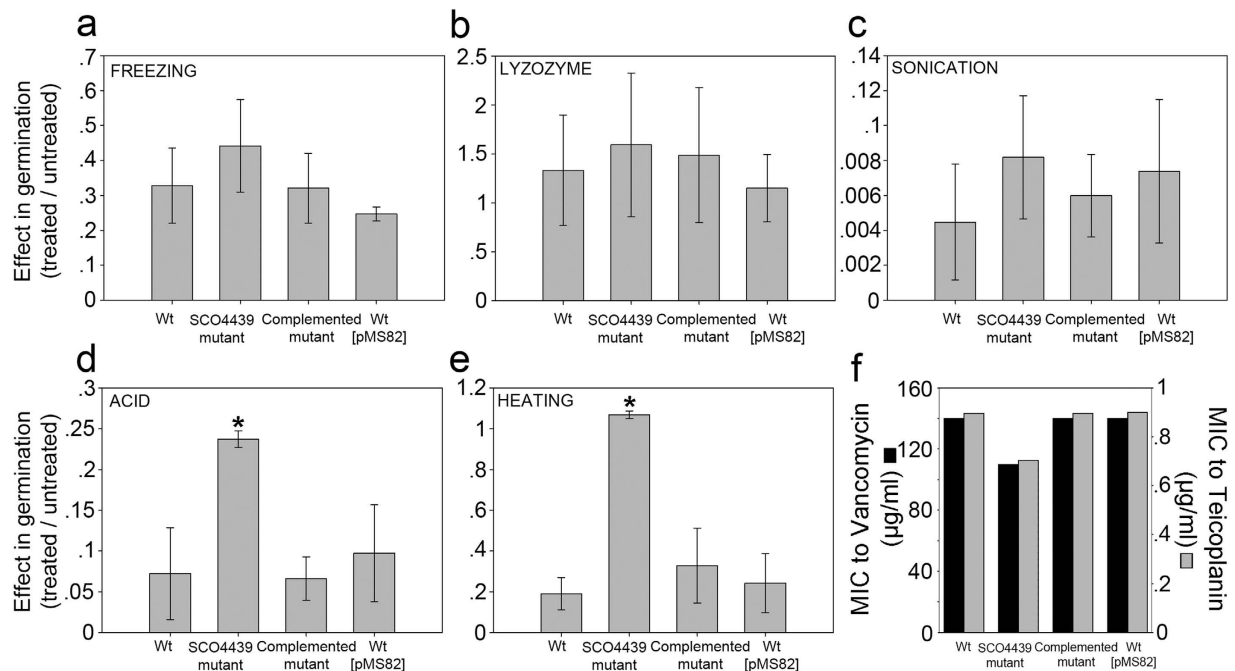 a
.7
.6
.5
.4
.3
.2
.1
0
FREEZING
Effect in germination
(treated / untreated)
Wt
SCO4439
mutant
Complemented
mutant
Wt
[pMS82]
b
2.5
2
1.5
1
.5
0
LYZOZYME
Wt
SCO4439
mutant
Complemented
mutant
Wt
[pMS82]
c
.14
.12
.1
.008
.006
.004
.002
0
SONICATION
Wt
SCO4439
mutant
Complemented
mutant
Wt
[pMS82]
d
.3
.25
.2
.15
.1
.05
0
ACID
*
Effect in germination
(treated / untreated)
Wt
SCO4439
mutant
Complemented
mutant
Wt
[pMS82]
e
1.2
1
.8
.6
.4
.2
0
HEATING
*
Wt
SCO4439
mutant
Complemented
mutant
Wt
[pMS82]
f
160
120
80
40
0
MIC to Vancomycin
(µg/ml)
1
.8
.6
.4
.2
0
MIC to Teicoplanin
(µg/ml)
Wt
SCO4439
mutant
Complemented
mutant
Wt
[pMS82]